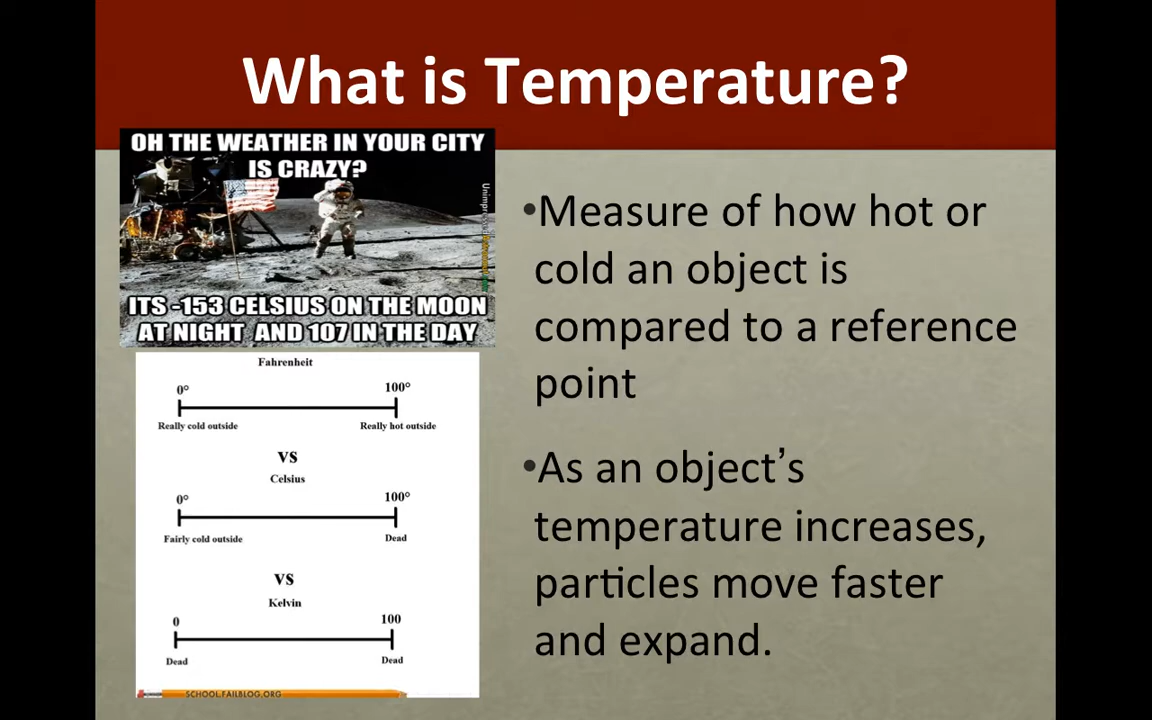 What is Temperature?
OH THE WEATHER IN YOUR CITY
IS CRAZY?
ITS -153 CELSIUS ON THE MOON
AT NIGHT AND 107 IN THE DAY
Fahrenheit
0° 100°
Really cold outside Really hot outside
VS
Celsius
0° 100°
Fairly cold outside Dead
VS
Kelvin
0 100
Dead Dead
SCHOOL.FAILBLOG.ORG
•Measure of how hot or
cold an object is
compared to a reference
point
•As an object’s
temperature increases,
particles move faster
and expand.